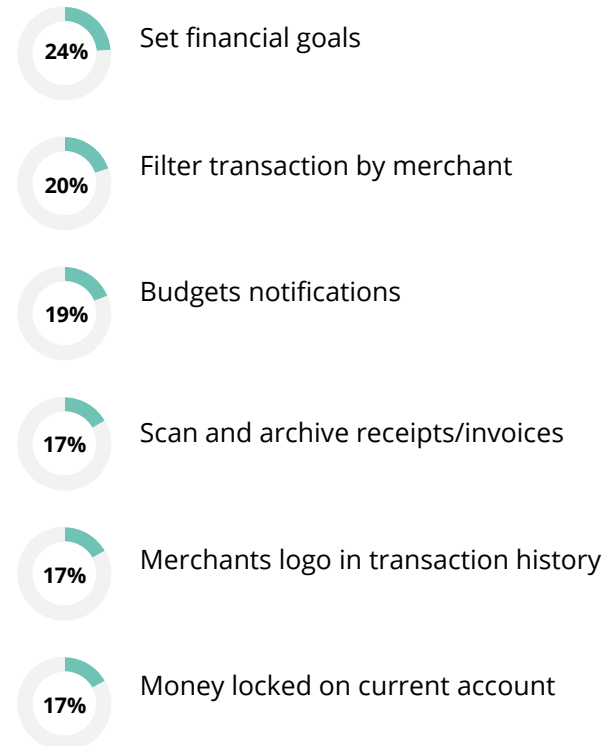 24%
Set financial goals
20%
Filter transaction by merchant
19%
Budgets notifications
17%
Scan and archive receipts/invoices
17%
Merchants logo in transaction history
17%
Money locked on current account